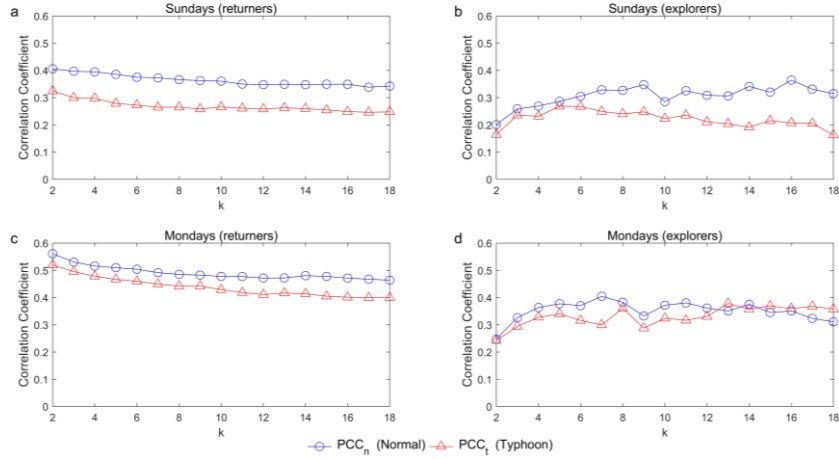 a
Sundays (returners)
0.6
0.5
0.4
0.3
0.2
0.1
0
2 4 6 8 10 12 14 16 18
k
Correlation Coefficient
b
Sundays (explorers)
0.6
0.5
0.4
0.3
0.2
0.1
0
2 4 6 8 10 12 14 16 18
k
Correlation Coefficient
c
Mondays (returners)
0.6
0.5
0.4
0.3
0.2
0.1
0
2 4 6 8 10 12 14 16 18
k
Correlation Coefficient
d
Mondays (explorers)
0.6
0.5
0.4
0.3
0.2
0.1
0
2 4 6 8 10 12 14 16 18
k
Correlation Coefficient
PCCn (Normal) PCCt (Typhoon)